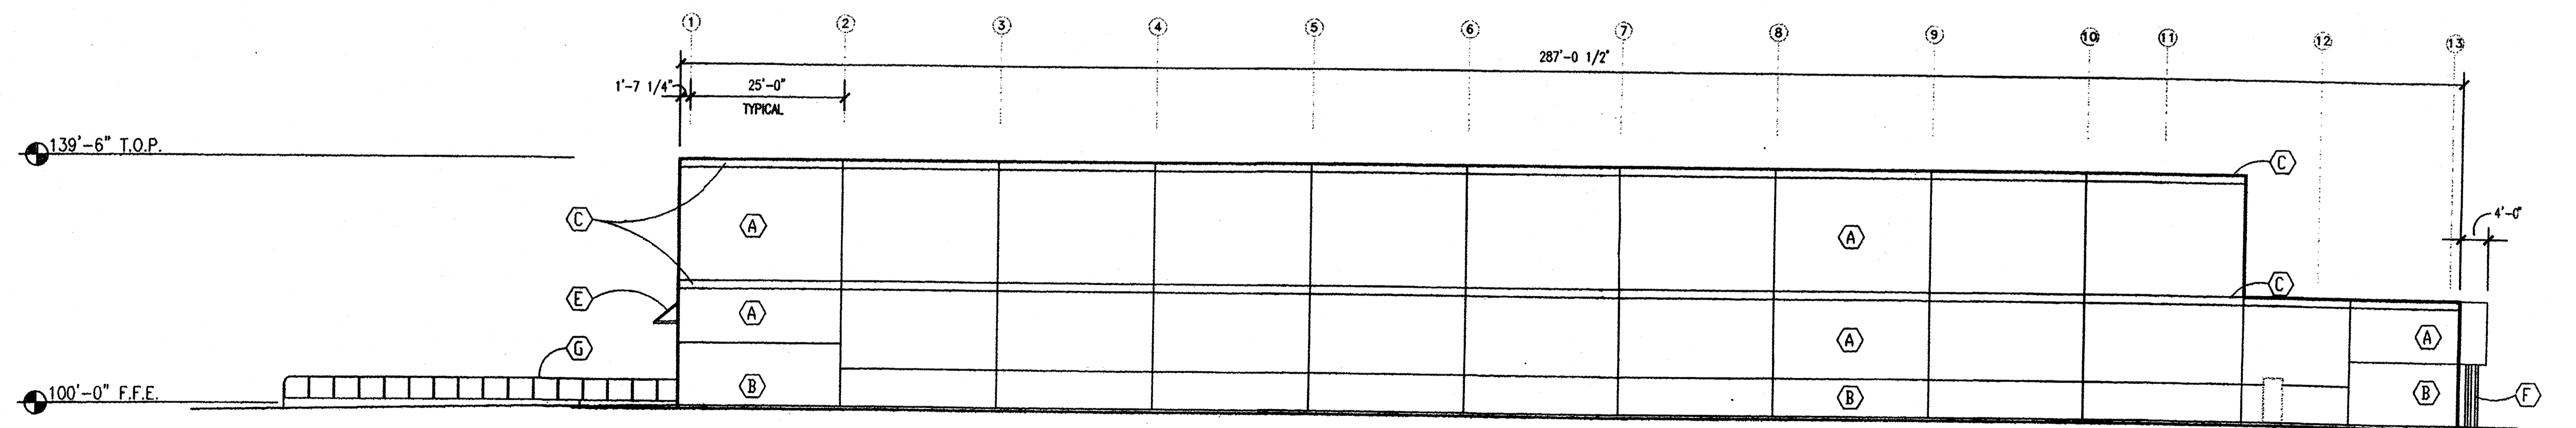 1 2 3 4 5 6 7 8 9 10 11 12 13
287'-0 1/2"
1'-7 1/4" 25'-0"
TYPICAL
139'-6" T.O.P.
C
C
A
A
4'-0"
E
A
C
G
A
A
100'-0" F.F.E.
B
B
B
F